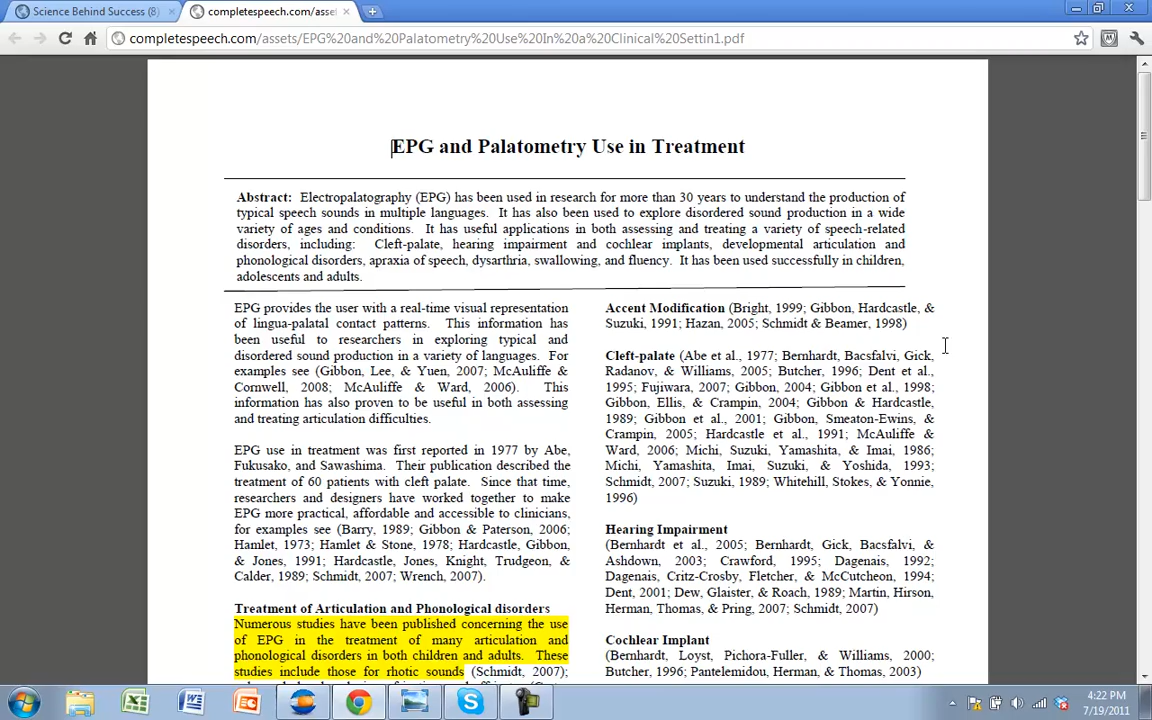 Science Behind Success (8)
completespeech.com/asse
completespeech.com/assets/EPG%20and%20Palatometry%20Use%20In%20a%20Clinical%20Settin1.pdf
EPG and Palatometry Use in Treatment
Abstract: Electropalatography (EPG) has been used in research for more than 30 years to understand the production of
typical speech sounds in multiple languages. It has also been used to explore disordered sound production in a wide
variety of ages and conditions. It has useful applications in both assessing and treating a variety of speech-related
disorders, including: Cleft-palate, hearing impairment and cochlear implants, developmental articulation and
phonological disorders, apraxia of speech, dysarthria, swallowing, and fluency. It has been used successfully in children,
adolescents and adults.
EPG provides the user with a real-time visual representation
of lingua-palatal contact patterns. This information has
been useful to researchers in exploring typical and
disordered sound production in a variety of languages. For
examples see (Gibbon, Lee, & Yuen, 2007; McAuliffe &
Cornwell, 2008; McAuliffe & Ward, 2006). This
information has also proven to be useful in both assessing
and treating articulation difficulties.
EPG use in treatment was first reported in 1977 by Abe,
Fukusako, and Sawashima. Their publication described the
treatment of 60 patients with cleft palate. Since that time,
researchers and designers have worked together to make
EPG more practical, affordable and accessible to clinicians,
for examples see (Barry, 1989; Gibbon & Paterson, 2006;
Hamlet, 1973; Hamlet & Stone, 1978; Hardcastle, Gibbon,
& Jones, 1991; Hardcastle, Jones, Knight, Trudgeon, &
Calder, 1989; Schmidt, 2007; Wrench, 2007).
Treatment of Articulation and Phonological disorders
Numerous studies have been published concerning the use
of EPG in the treatment of many articulation and
phonological disorders in both children and adults. These
studies include those for rhotic sounds (Schmidt, 2007);
Accent Modification (Bright, 1999; Gibbon, Hardcastle, &
Suzuki, 1991; Hazan, 2005; Schmidt & Beamer, 1998)
Cleft-palate (Abe et al., 1977; Bernhardt, Bacsfalvi, Gick,
Radanov, & Williams, 2005; Butcher, 1996; Dent et al.,
1995; Fujiwara, 2007; Gibbon, 2004; Gibbon et al., 1998;
Gibbon, Ellis, & Crampin, 2004; Gibbon & Hardcastle,
1989; Gibbon et al., 2001; Gibbon, Smeaton-Ewins, &
Crampin, 2005; Hardcastle et al., 1991; McAuliffe &
Ward, 2006; Michi, Suzuki, Yamashita, & Imai, 1986;
Michi, Yamashita, Imai, Suzuki, & Yoshida, 1993;
Schmidt, 2007; Suzuki, 1989; Whitehill, Stokes, & Yonnie,
1996)
Hearing Impairment
(Bernhardt et al., 2005; Bernhardt, Gick, Bacsfalvi, &
Ashdown, 2003; Crawford, 1995; Dagenais, 1992;
Dagenais, Critz-Crosby, Fletcher, & McCutcheon, 1994;
Dent, 2001; Dew, Glaister, & Roach, 1989; Martin, Hirson,
Herman, Thomas, & Pring, 2007; Schmidt, 2007)
Cochlear Implant
(Bernhardt, Loyst, Pichora-Fuller, & Williams, 2000;
Butcher, 1996; Pantelemidou, Herman, & Thomas, 2003)
4:22 PM
7/19/2011